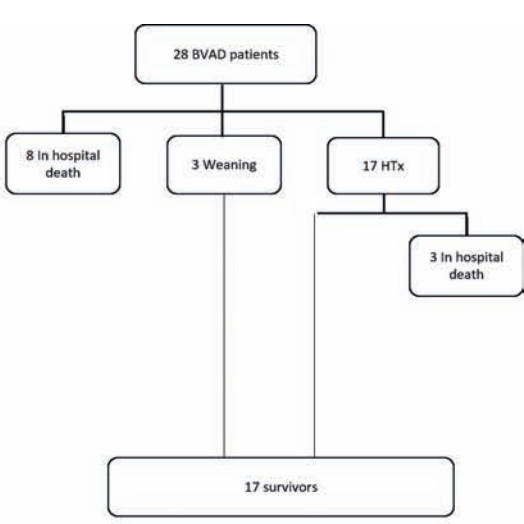 28 BVAD patients
8 In hospital
death
3 Weaning
17 HTx
3 In hospital
death
17 survivors